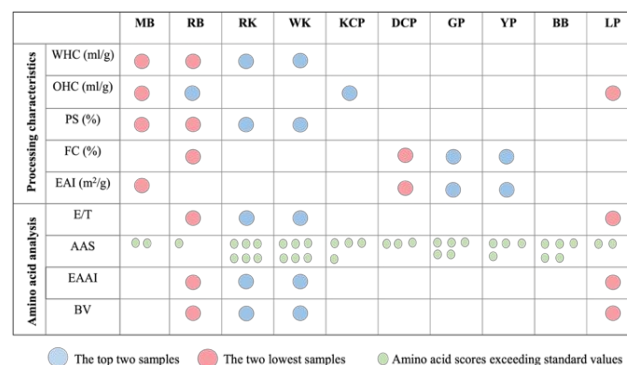 MB RB RK WK KCP DCP GP YP BB LP
Processing characteristics
WHC (ml/g)
OHC (ml/g)
PS (%)
FC (%)
EAI (m²/g)
Amino acid analysis
E/T
AAS
EAAI
BV
The top two samples The two lowest samples Amino acid scores exceeding standard values